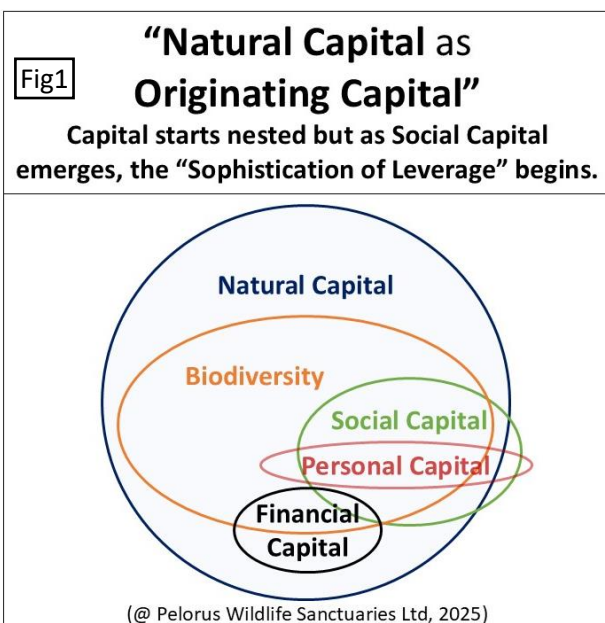 Fig1
“Natural Capital as
Originating Capital”
Capital starts nested but as Social Capital
emerges, the “Sophistication of Leverage” begins.
Natural Capital
Biodiversity
Social Capital
Personal Capital
Financial
Capital
(@ Pelorus Wildlife Sanctuaries Ltd, 2025)